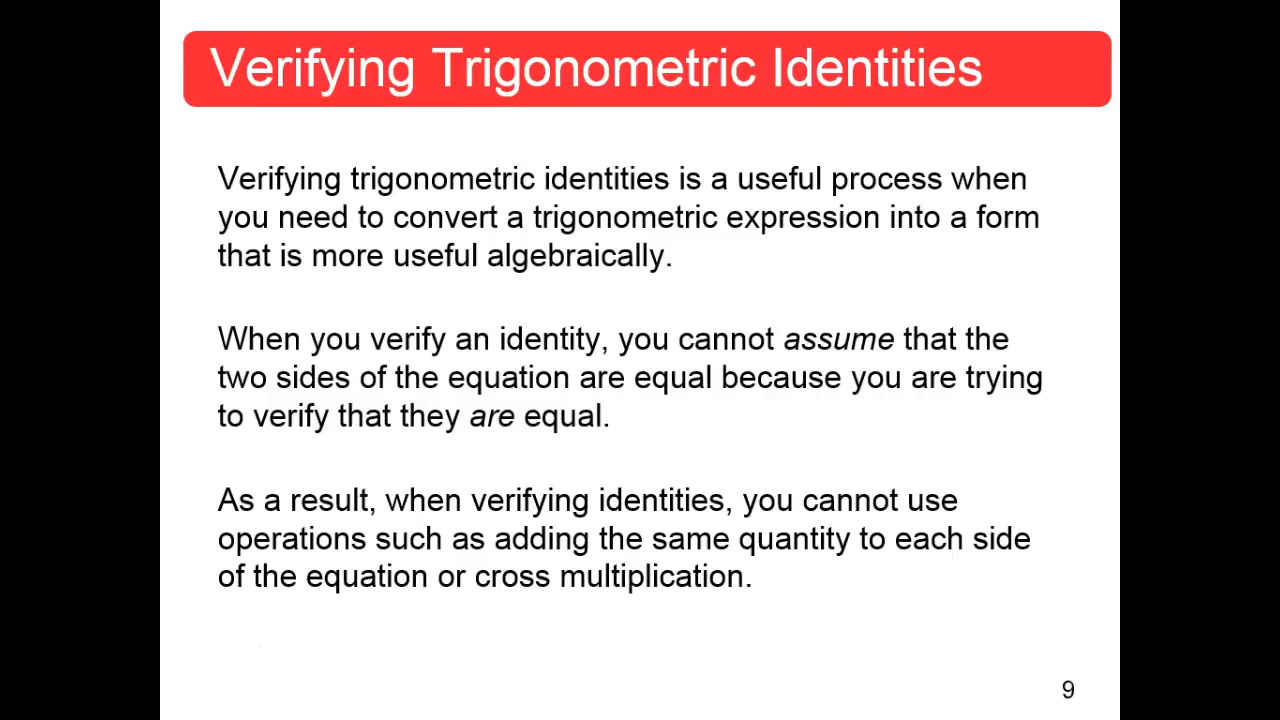 Verifying Trigonometric Identities
Verifying trigonometric identities is a useful process when
you need to convert a trigonometric expression into a form
that is more useful algebraically.
When you verify an identity, you cannot assume that the
two sides of the equation are equal because you are trying
to verify that they are equal.
As a result, when verifying identities, you cannot use
operations such as adding the same quantity to each side
of the equation or cross multiplication.
9